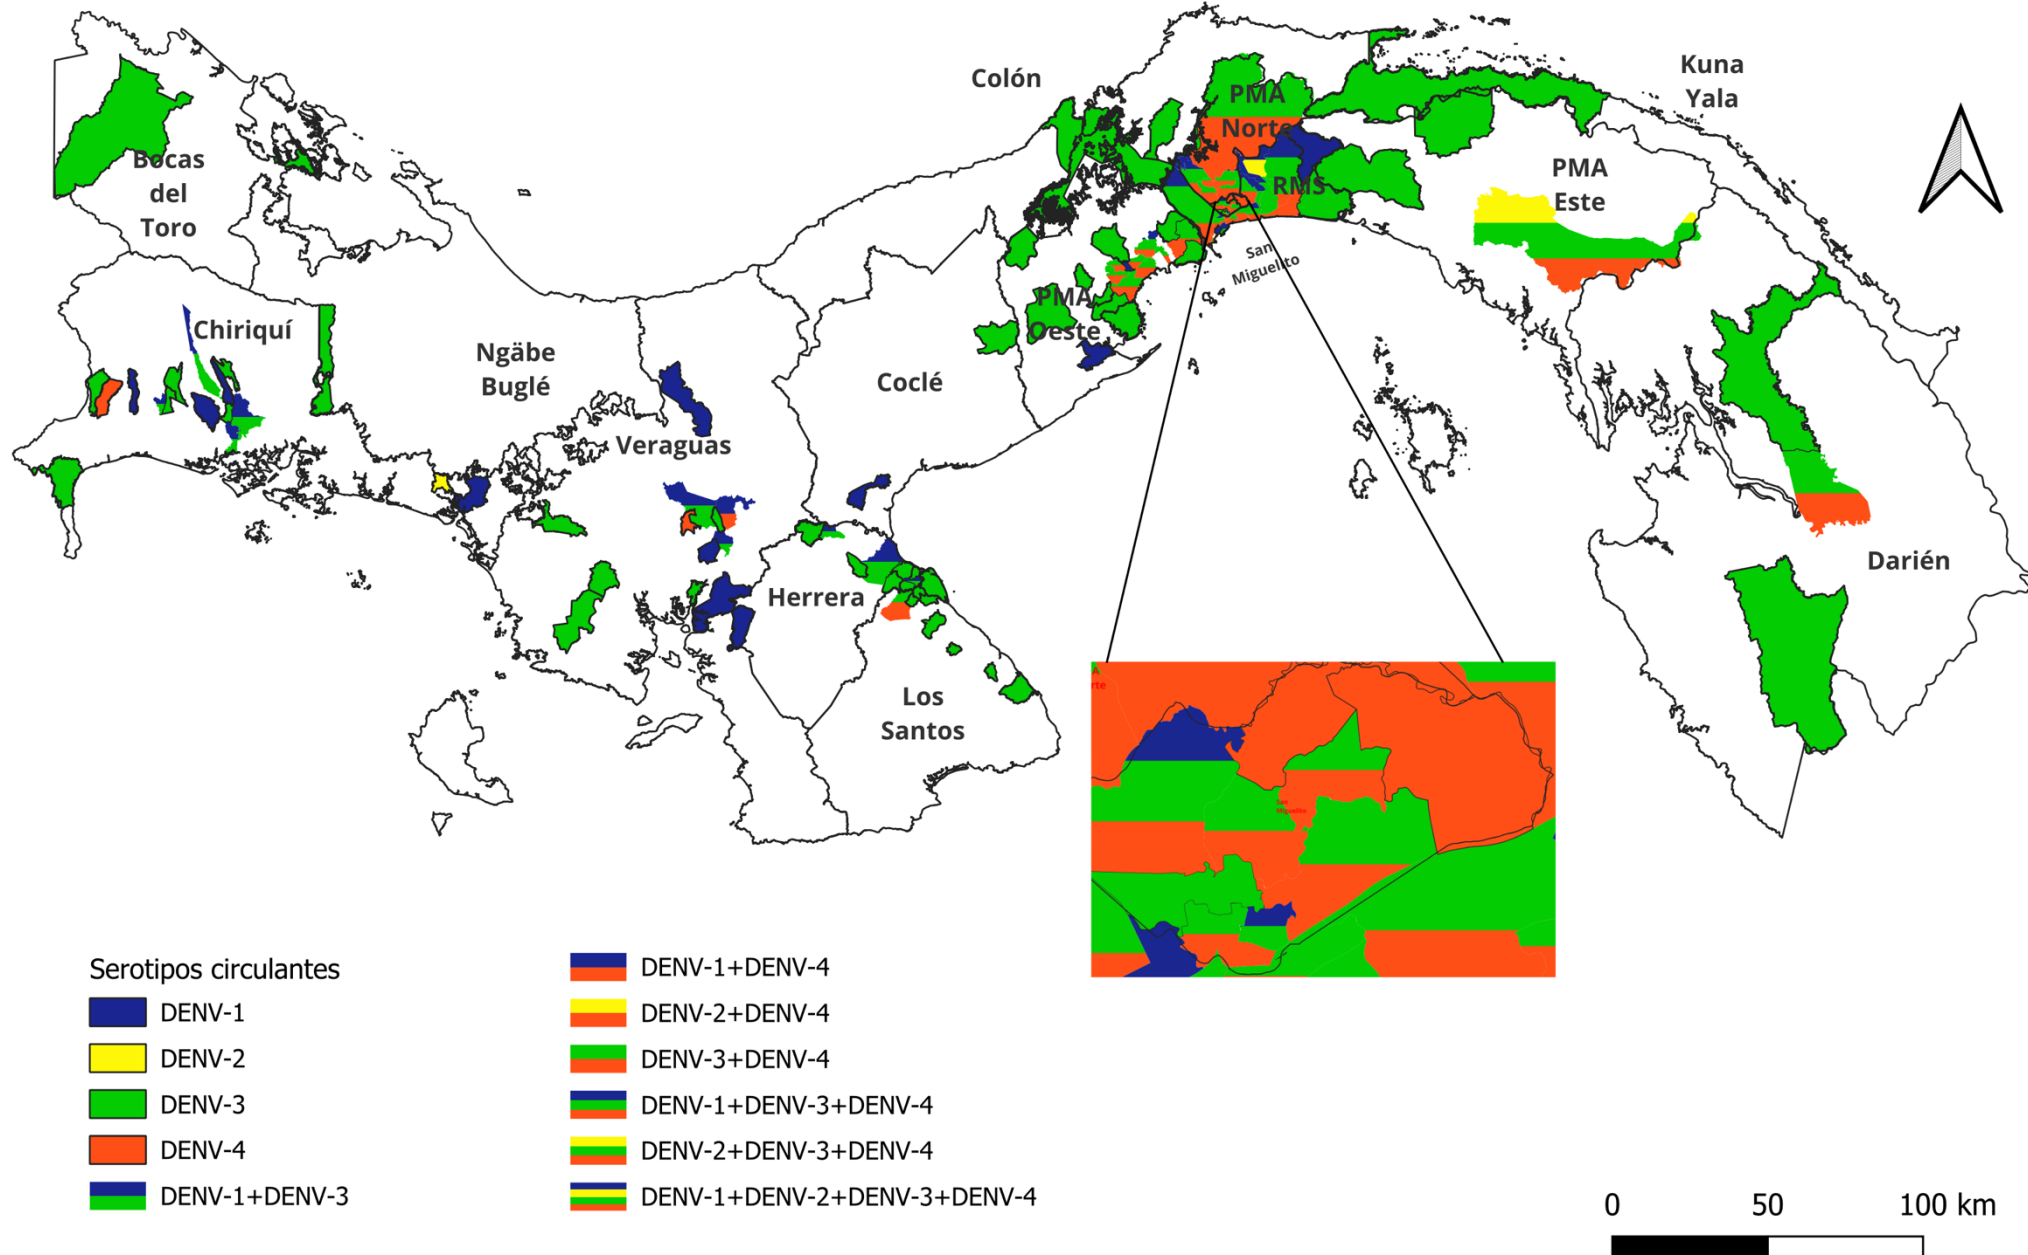 Colón
Kuna
Yala
PMA
Norte
Bocas
del
Toro
RMS
PMA
Este
San
Miguelito
Chiriquí
Ngäbe
Buglé
PMA
Oeste
Coclé
Veraguas
Herrera
Darién
Los
Santos
A
rte
San
Miguelito
Serotipos circulantes
DENV-1
DENV-2
DENV-3
DENV-4
DENV-1+DENV-3
DENV-1+DENV-4
DENV-2+DENV-4
DENV-3+DENV-4
DENV-1+DENV-3+DENV-4
DENV-2+DENV-3+DENV-4
DENV-1+DENV-2+DENV-3+DENV-4
0 50 100 km